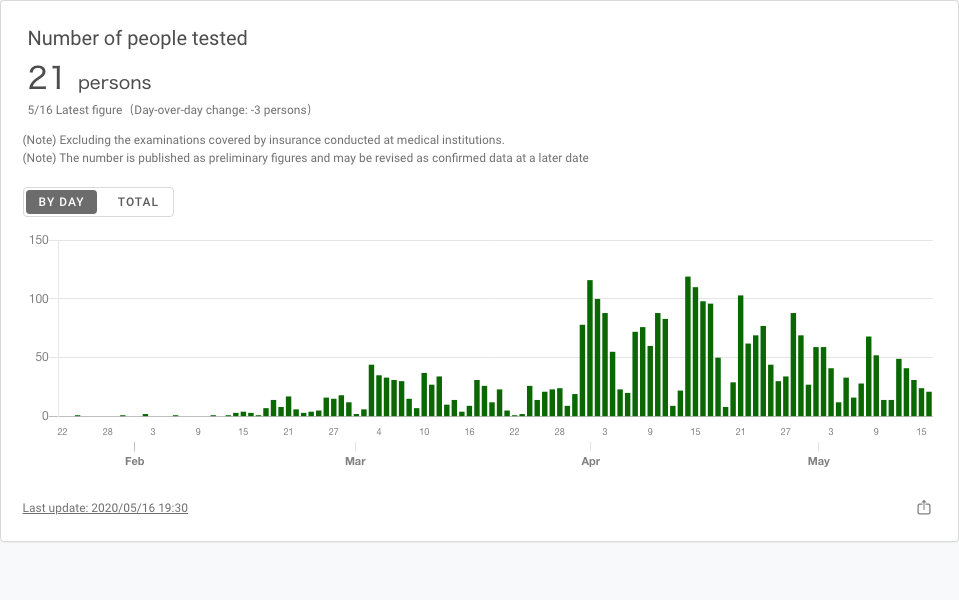 Number of people tested
21 persons
5/16 Latest figure（Day-over-day change: -3 persons）
(Note) Excluding the examinations covered by insurance conducted at medical institutions.
(Note) The number is published as preliminary figures and may be revised as confirmed data at a later date
BY DAY TOTAL
150
100
50
0
22 28 3 9 15 21 27 4 10 16 22 28 3 9 15 21 27 3 9 15
Feb Mar Apr May
Last update: 2020/05/16 19:30